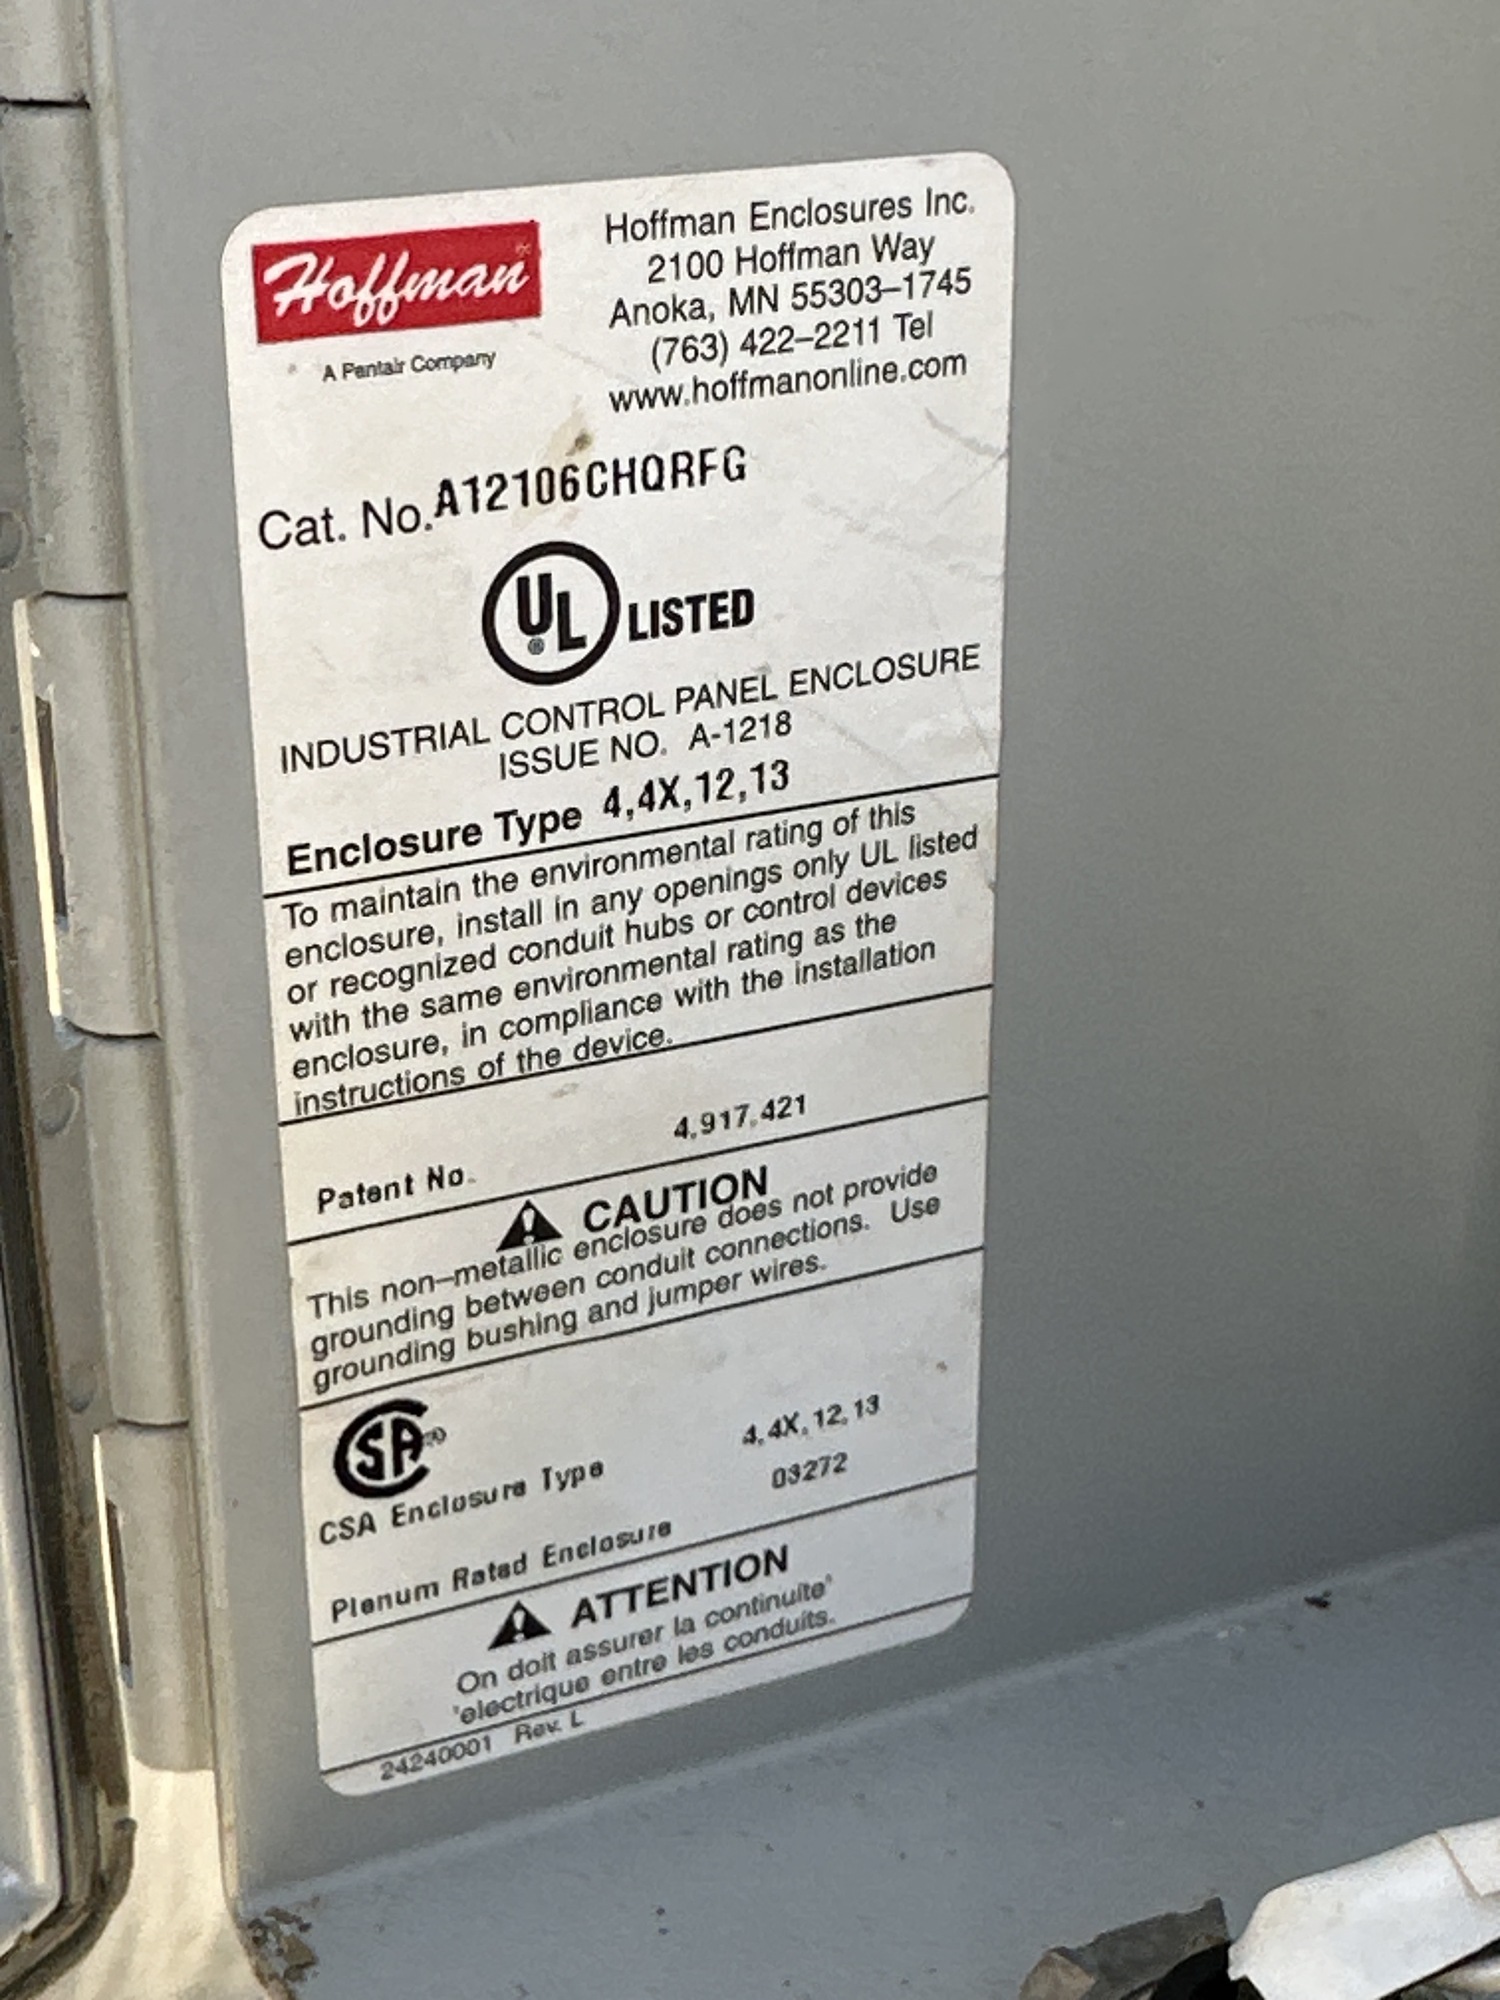 Hoffman
A Pentair Company
Hoffman Enclosures Inc.
2100 Hoffman Way
Anoka, MN 55303–1745
(763) 422–2211 Tel
www.hoffmanonline.com
Cat. No. A12106CHQRFG
UL® LISTED
INDUSTRIAL CONTROL PANEL ENCLOSURE
ISSUE NO. A-1218
Enclosure Type 4,4X,12,13
To maintain the environmental rating of this
enclosure, install in any openings only UL listed
or recognized conduit hubs or control devices
with the same environmental rating as the
enclosure, in compliance with the installation
instructions of the device.
Patent No. 4,917,421
CAUTION
This non–metallic enclosure does not provide
grounding between conduit connections. Use
grounding bushing and jumper wires.
CSA®
CSA Enclosure Type 4,4X,12,13
Plenum Rated Enclosure 03272
ATTENTION
On doit assurer la continuite'
'electrique entre les conduits.
24240001 Rev. L